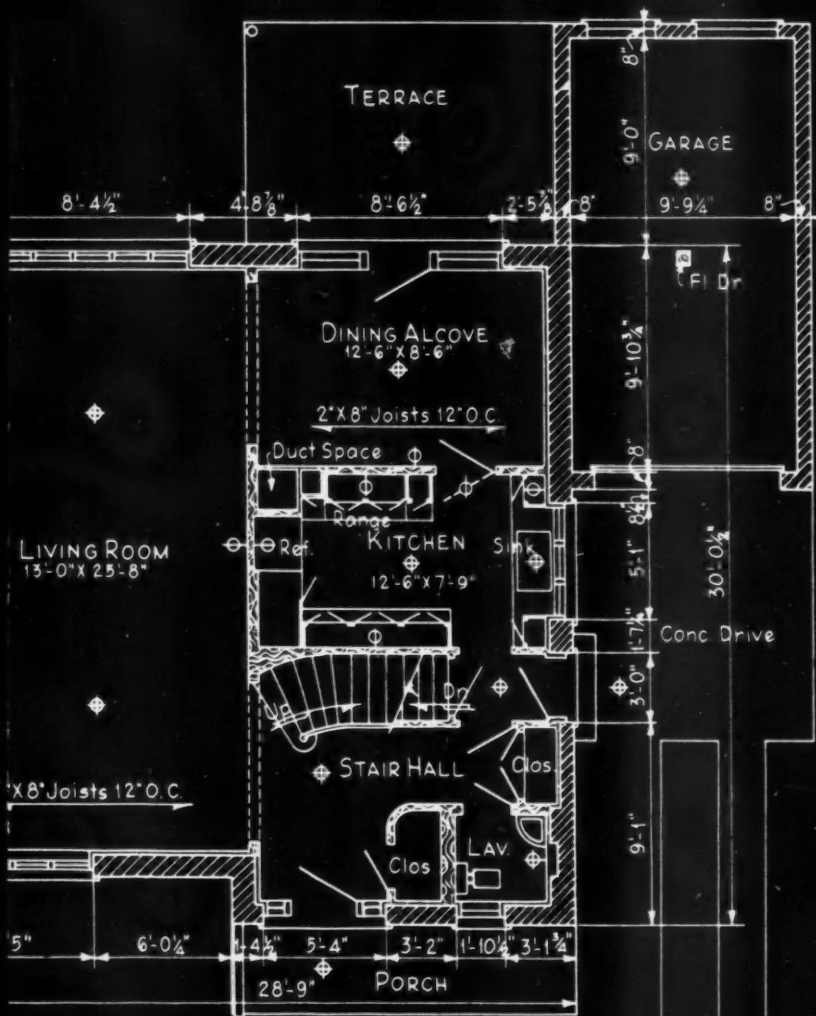 TERRACE
GARAGE
8"
9'-0"
8'-4½"
4'-8⅞"
8'-6½"
2'-5⅞"
8"
9'-9¼"
8"
Fl Dr
DINING ALCOVE
12'-6" X 8'-6"
9'-10¾"
2" X 8" Joists 12" O.C.
Duct Space
8"
Range
LIVING ROOM
13'-0" X 25'-8"
Ref.
KITCHEN
12'-6" X 7'-9"
Sink
5'-1"
30'-0½"
1'-7½"
Conc Drive
Up
Dn
3'-0"
STAIR HALL
Clos.
"X 8" Joists 12" O.C.
9'-1"
LAV.
Clos
5"
6'-0¼"
1'-4½"
5'-4"
3'-2"
1'-10½"
3'-1¾"
28'-9"
PORCH